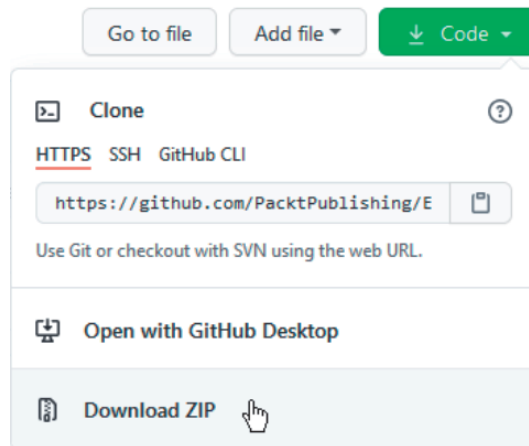 Go to file Add file Code
Clone
HTTPS SSH GitHub CLI
https://github.com/PacktPublishing/E
Use Git or checkout with SVN using the web URL.
Open with GitHub Desktop
Download ZIP